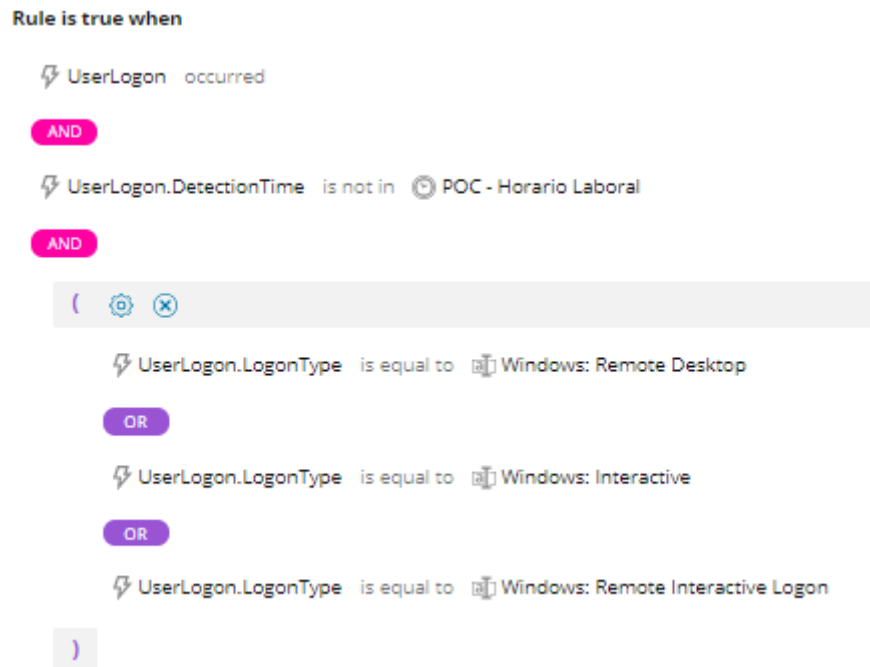 Rule is true when
UserLogon occurred
AND
UserLogon.DetectionTime is not in POC - Horario Laboral
AND
(
UserLogon.LogonType is equal to Windows: Remote Desktop
OR
UserLogon.LogonType is equal to Windows: Interactive
OR
UserLogon.LogonType is equal to Windows: Remote Interactive Logon
)